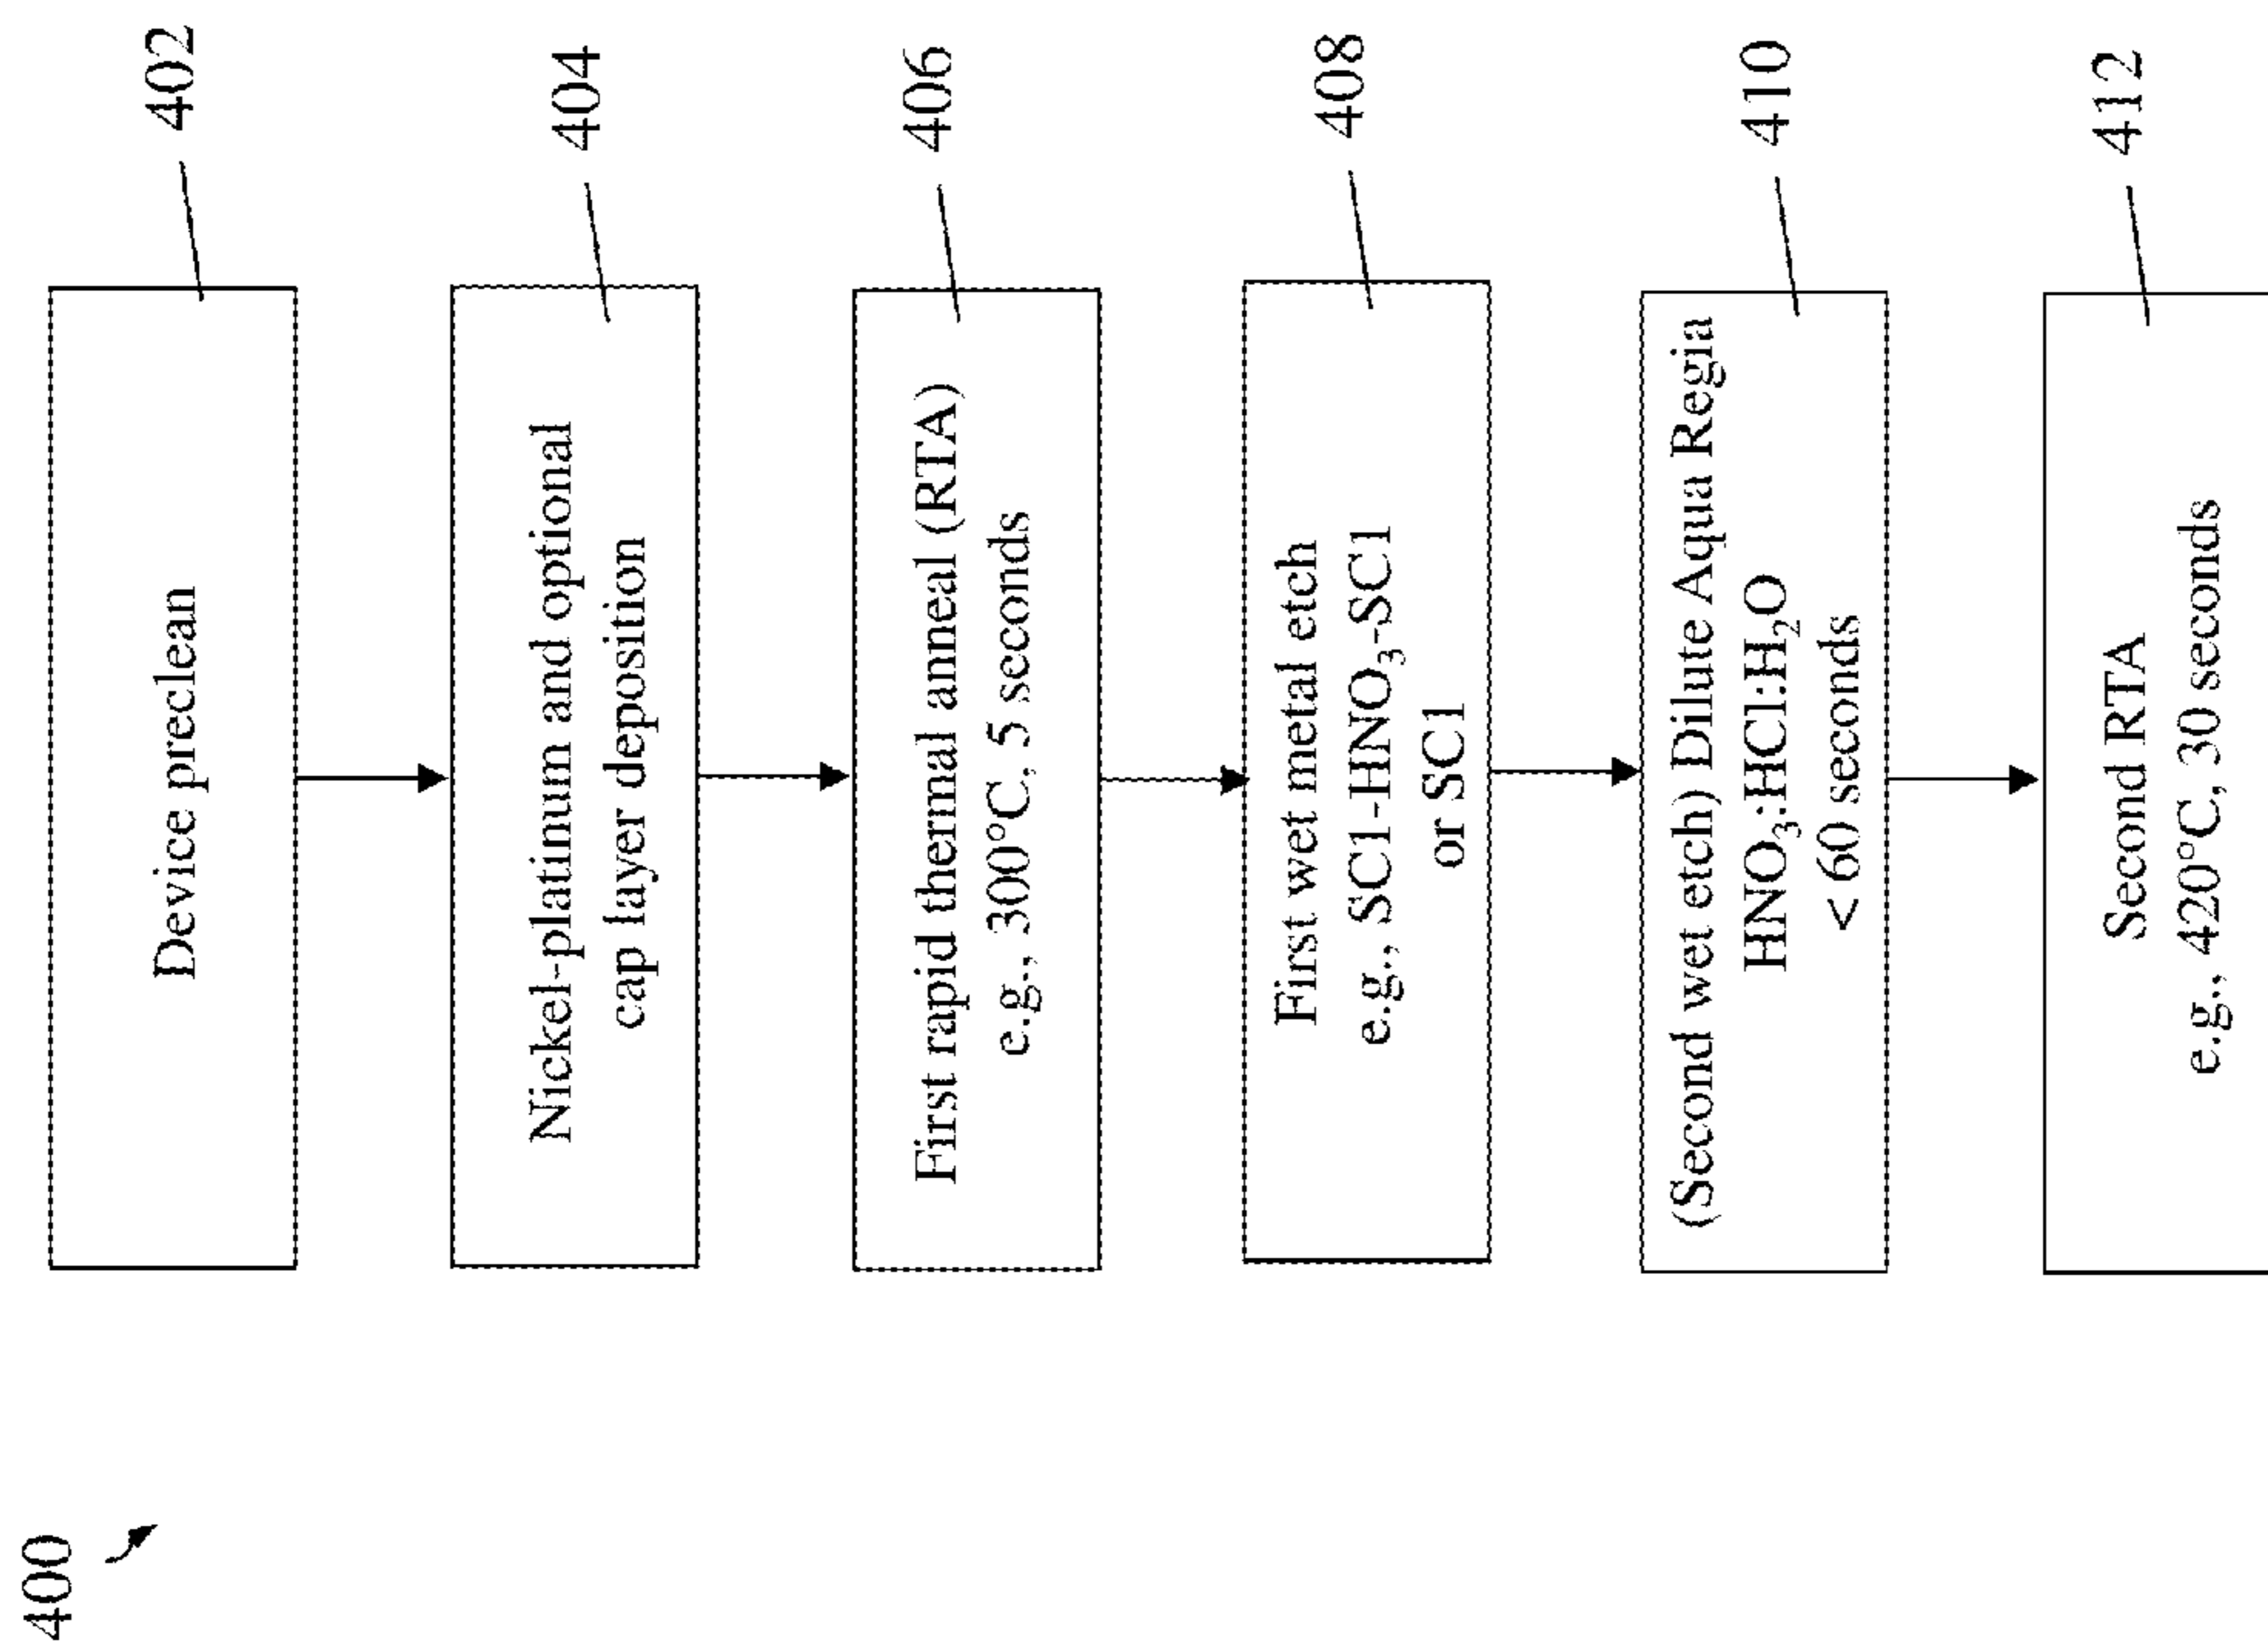 400
Device preclean
402
Nickel-platinum and optional
cap layer deposition
404
First rapid thermal anneal (RTA)
e.g., 300°C, 5 seconds
406
First wet metal etch
e.g., SC1-HNO₃-SC1
or SC1
408
(Second wet etch) Dilute Aqua Regia
HNO₃:HCl:H₂O
< 60 seconds
410
Second RTA
e.g., 420°C, 30 seconds
412